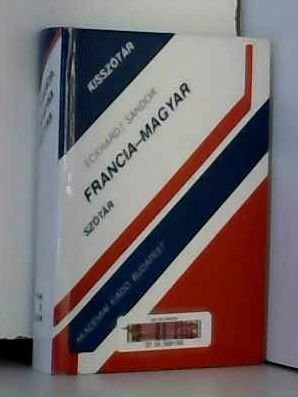 KISSZÓTÁR
ECKHARDT SÁNDOR
FRANCIA–MAGYAR
SZÓTÁR
AKADÉMIAI KIADÓ, BUDAPEST